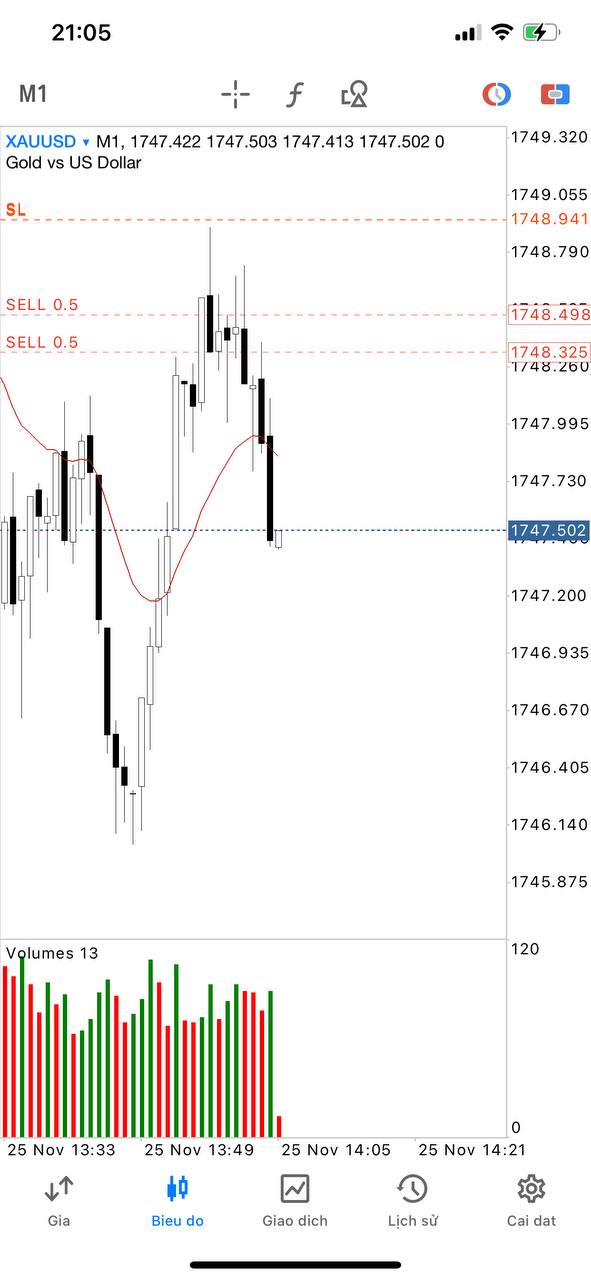 21:05
M1
XAUUSD ▾ M1, 1747.422 1747.503 1747.413 1747.502 0
Gold vs US Dollar
1749.320
1749.055
SL
1748.941
1748.790
SELL 0.5
1748.498
SELL 0.5
1748.325
1748.260
1747.995
1747.730
1747.502
1747.200
1746.935
1746.670
1746.405
1746.140
1745.875
Volumes 13
120
0
25 Nov 13:33 25 Nov 13:49 25 Nov 14:05 25 Nov 14:21
Gia Bieu do Giao dich Lịch sử Cai dat